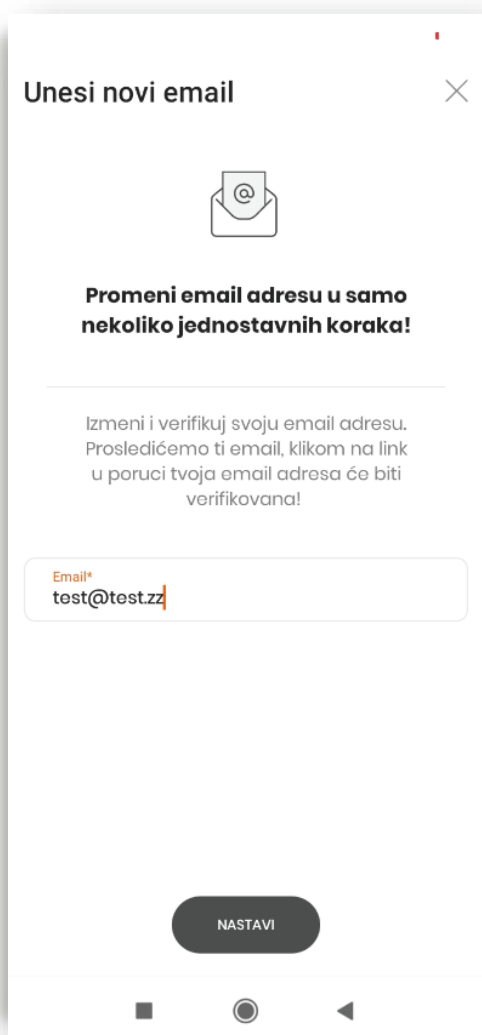 Unesi novi email
@
Promeni email adresu u samo
nekoliko jednostavnih koraka!
Izmeni i verifikuj svoju email adresu.
Prosledićemo ti email, klikom na link
u poruci tvoja email adresa će biti
verifikovana!
Email*
test@test.zz
NASTAVI